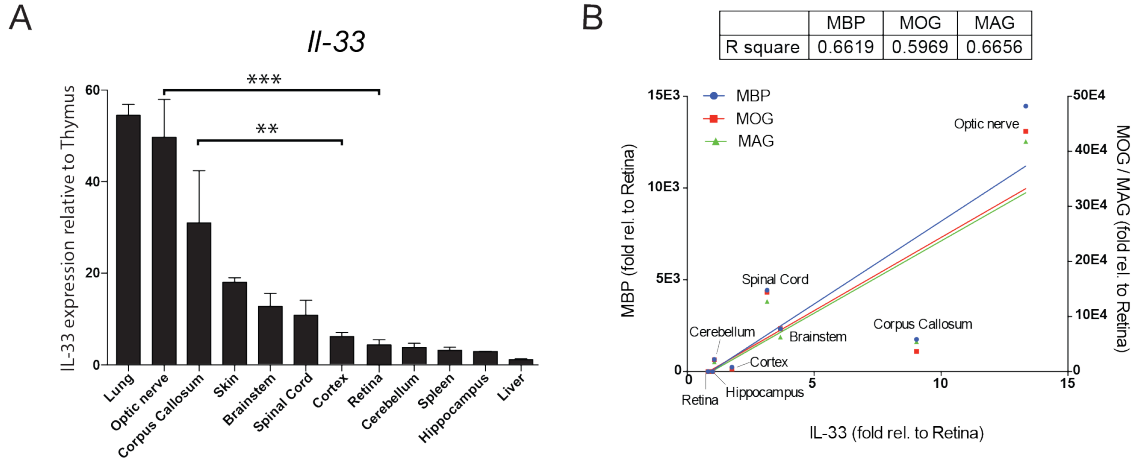 A
Il-33
IL-33 expression relative to Thymus
60
40
20
0
***
**
Lung
Optic nerve
Corpus Callosum
Skin
Brainstem
Spinal Cord
Cortex
Retina
Cerebellum
Spleen
Hippocampus
Liver
B
MBP MOG MAG
R square 0.6619 0.5969 0.6656
MBP
MOG
MAG
MBP (fold rel. to Retina)
15E3
10E3
5E3
0
MOG / MAG (fold rel. to Retina)
50E4
40E4
30E4
20E4
10E4
0
Optic nerve
Spinal Cord
Cerebellum
Brainstem
Corpus Callosum
Cortex
Retina
Hippocampus
0 5 10 15
IL-33 (fold rel. to Retina)